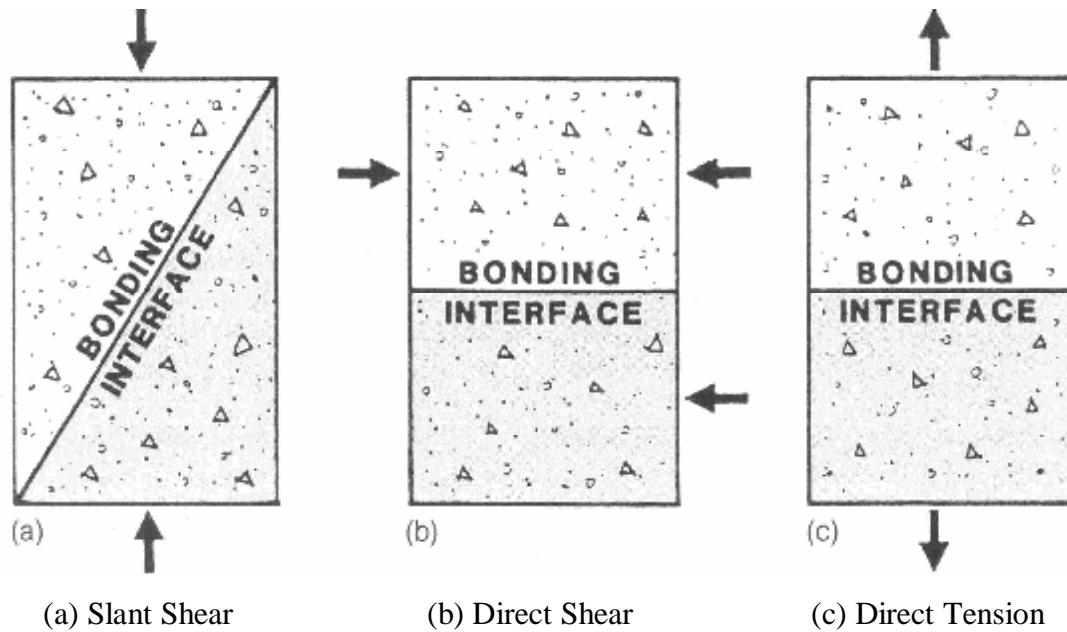 BONDING
INTERFACE
(a)
BONDING
INTERFACE
(b)
BONDING
INTERFACE
(c)
(a) Slant Shear
(b) Direct Shear
(c) Direct Tension